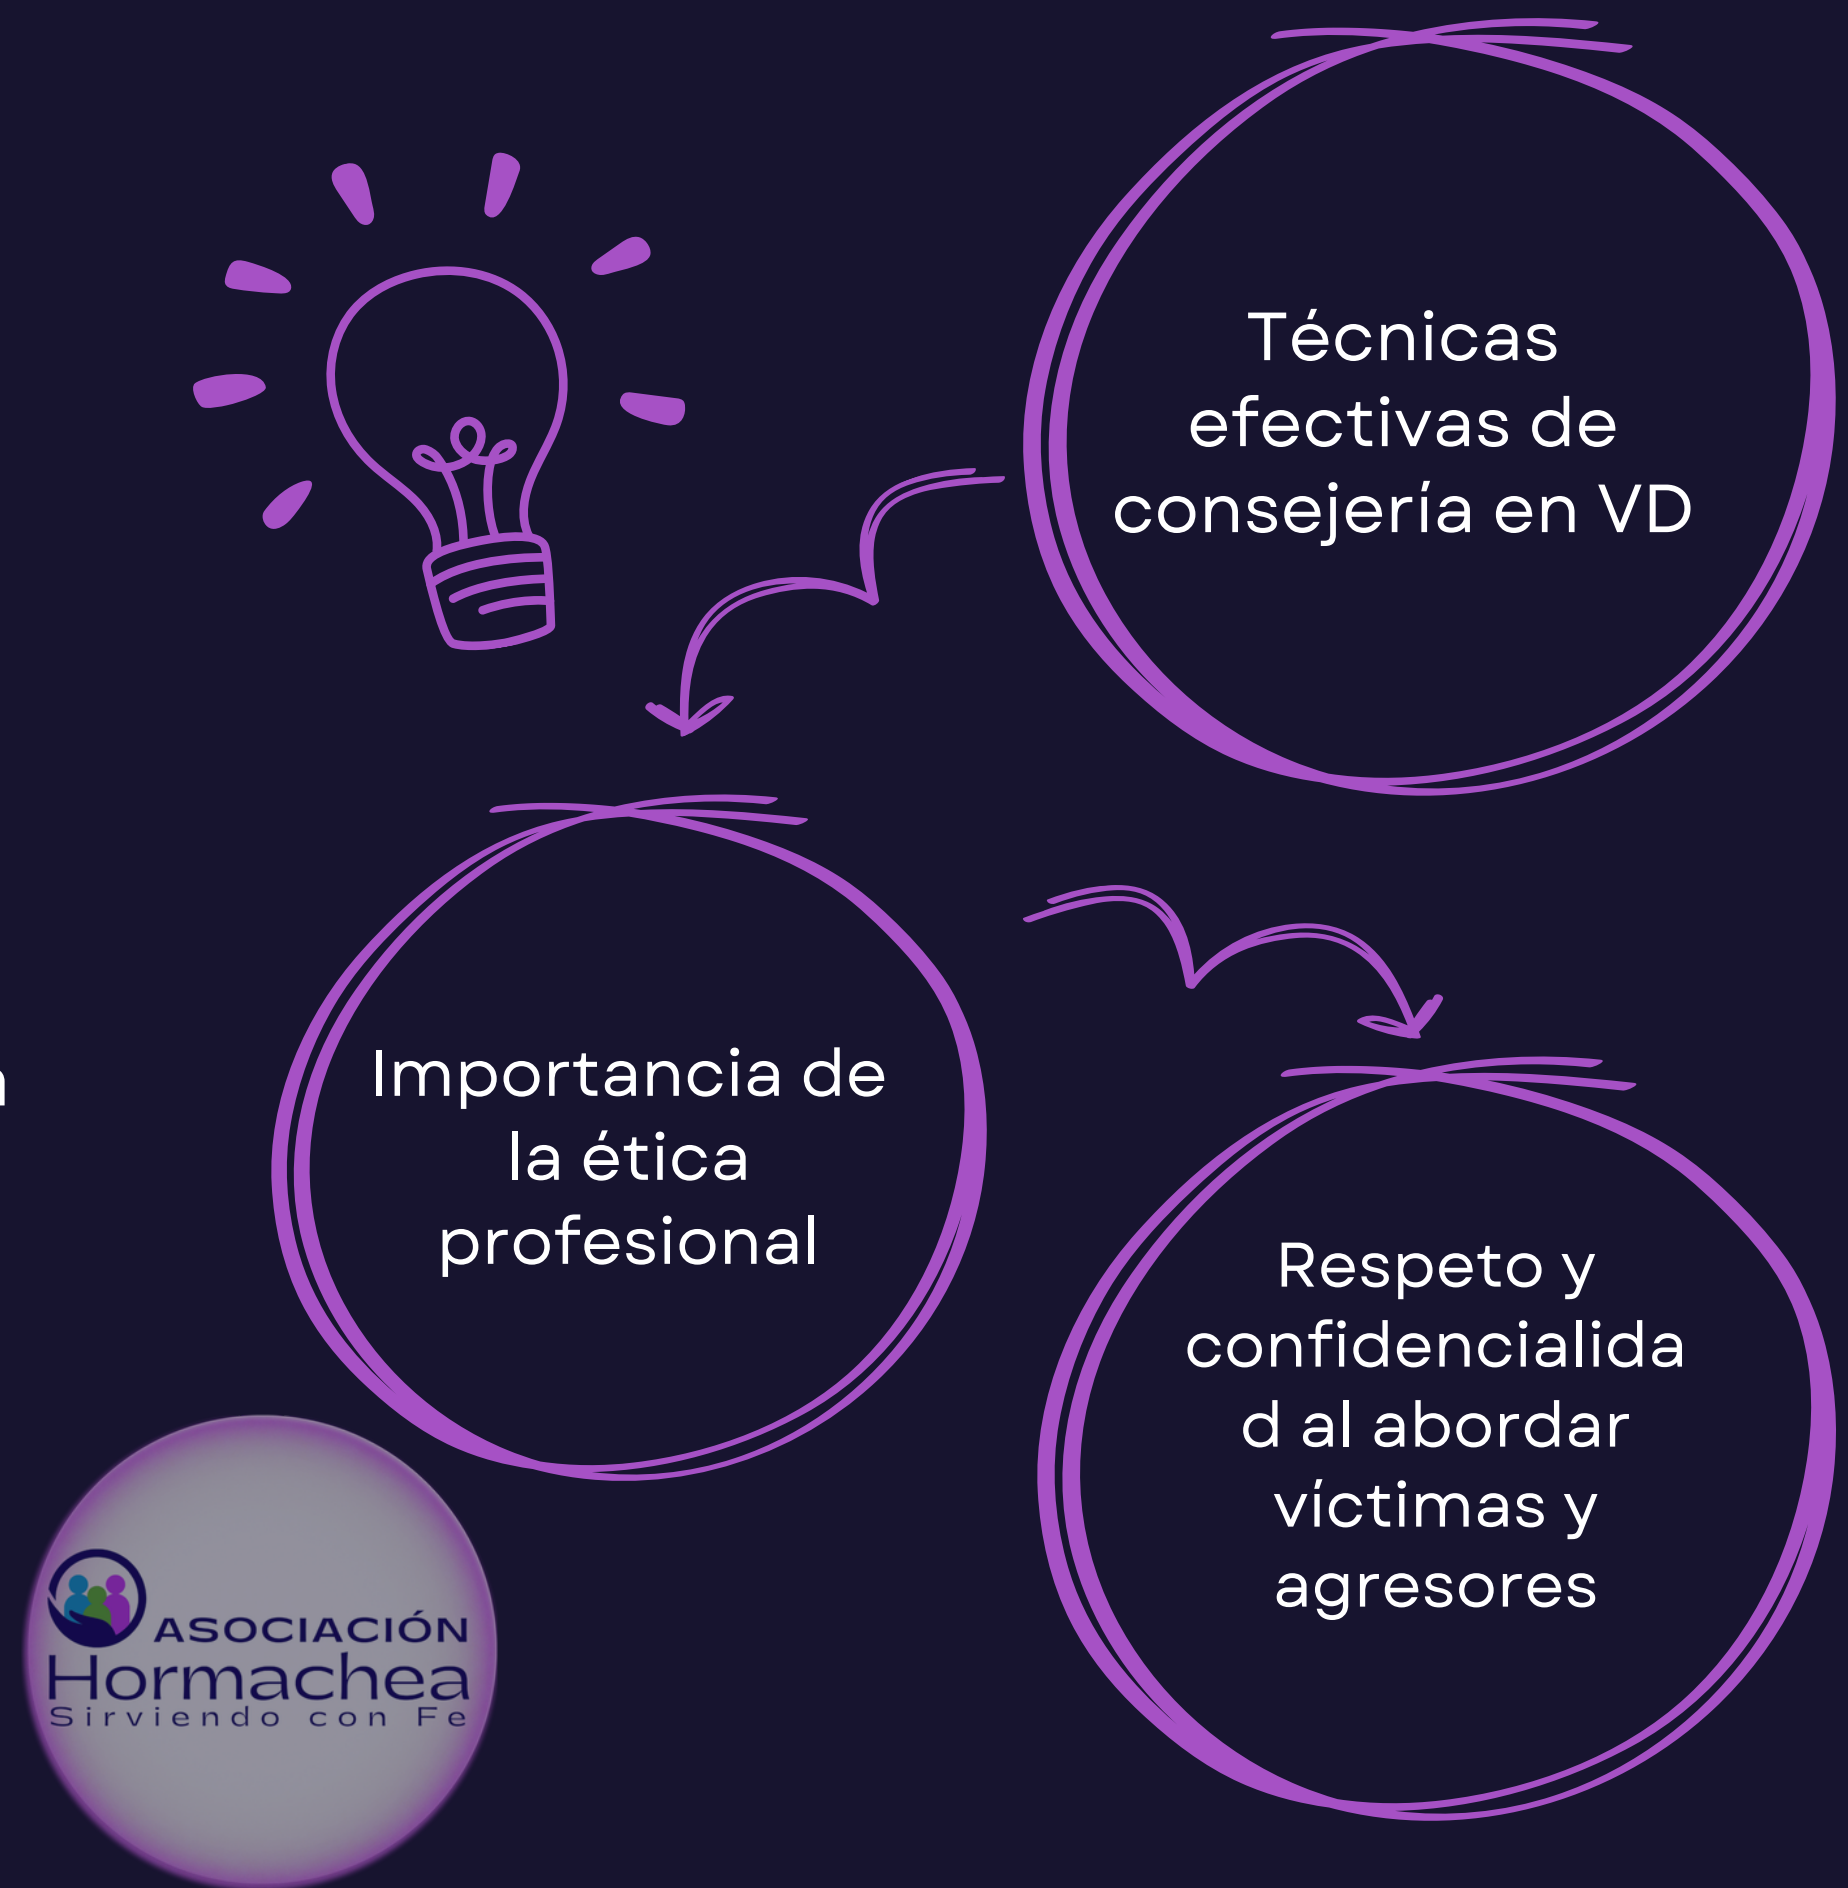 Técnicas
efectivas de
consejería en VD
Importancia de
la ética
profesional
Respeto y
confidencialida
d al abordar
víctimas y
agresores
ASOCIACIÓN
Hormachea
Sirviendo con Fe